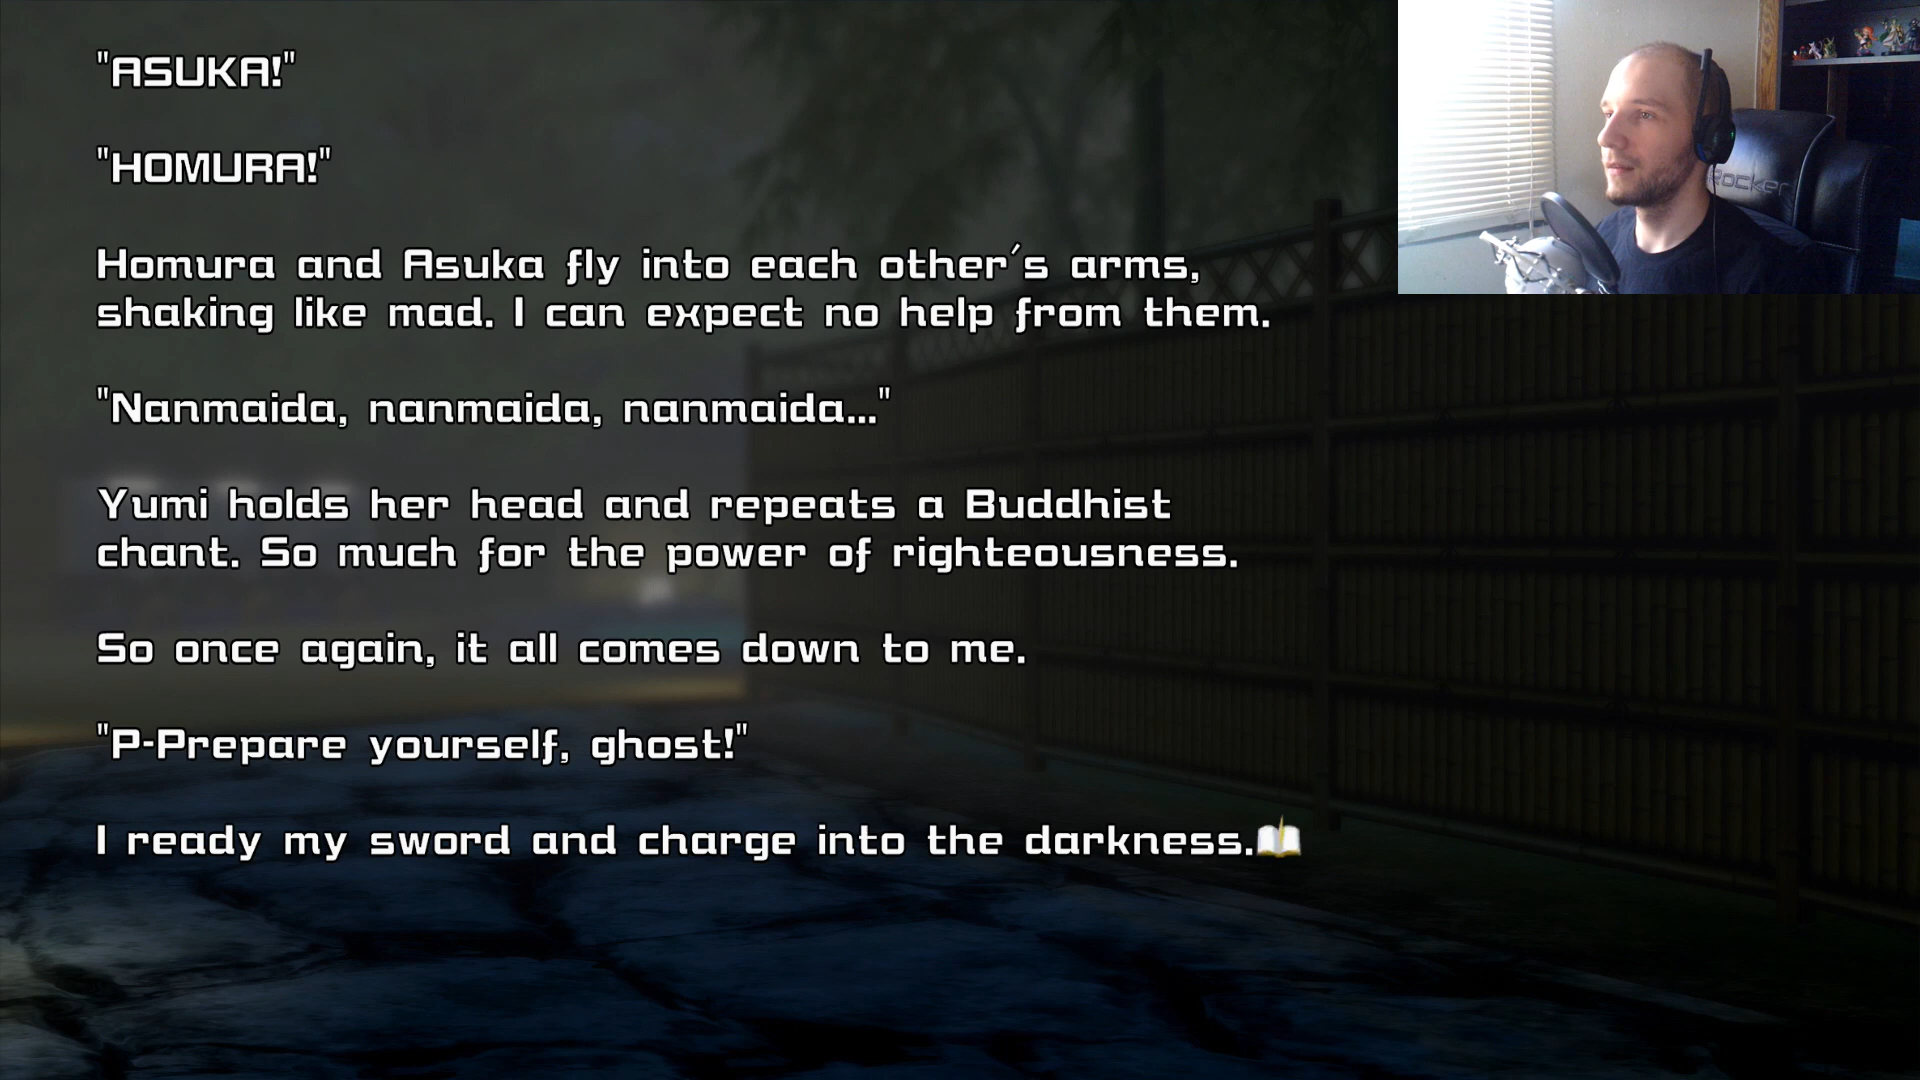 "ASUKA!"
"HOMURA!"
Homura and Asuka fly into each other's arms,
shaking like mad. I can expect no help from them.
"Nanmaida, nanmaida, nanmaida..."
Yumi holds her head and repeats a Buddhist
chant. So much for the power of righteousness.
So once again, it all comes down to me.
"P-Prepare yourself, ghost!"
I ready my sword and charge into the darkness.
Rocker